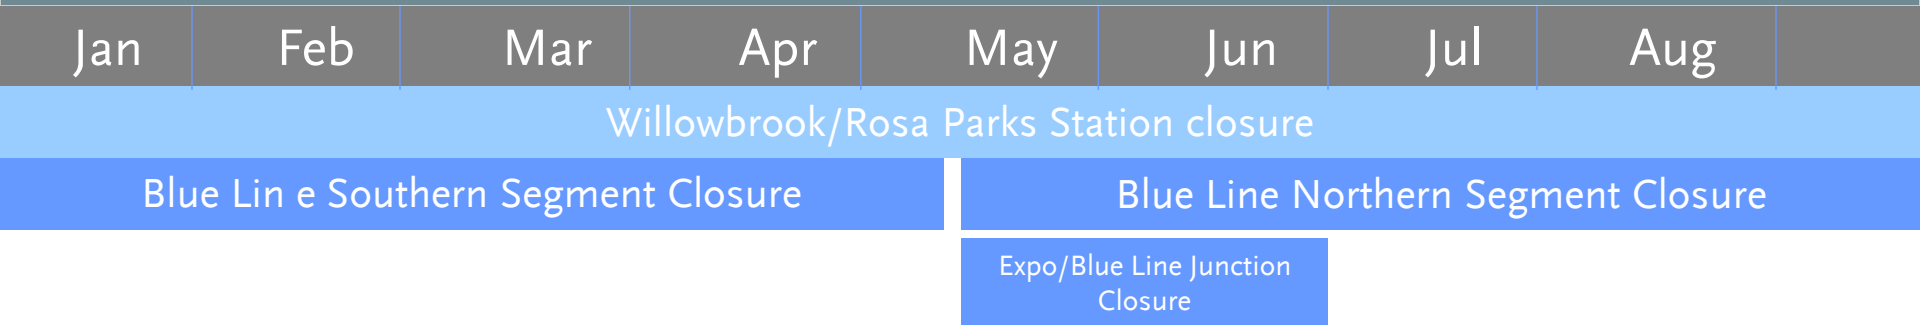 Jan Feb Mar Apr May Jun Jul Aug
Willowbrook/Rosa Parks Station closure
Blue Lin e Southern Segment Closure Blue Line Northern Segment Closure
Expo/Blue Line Junction
Closure